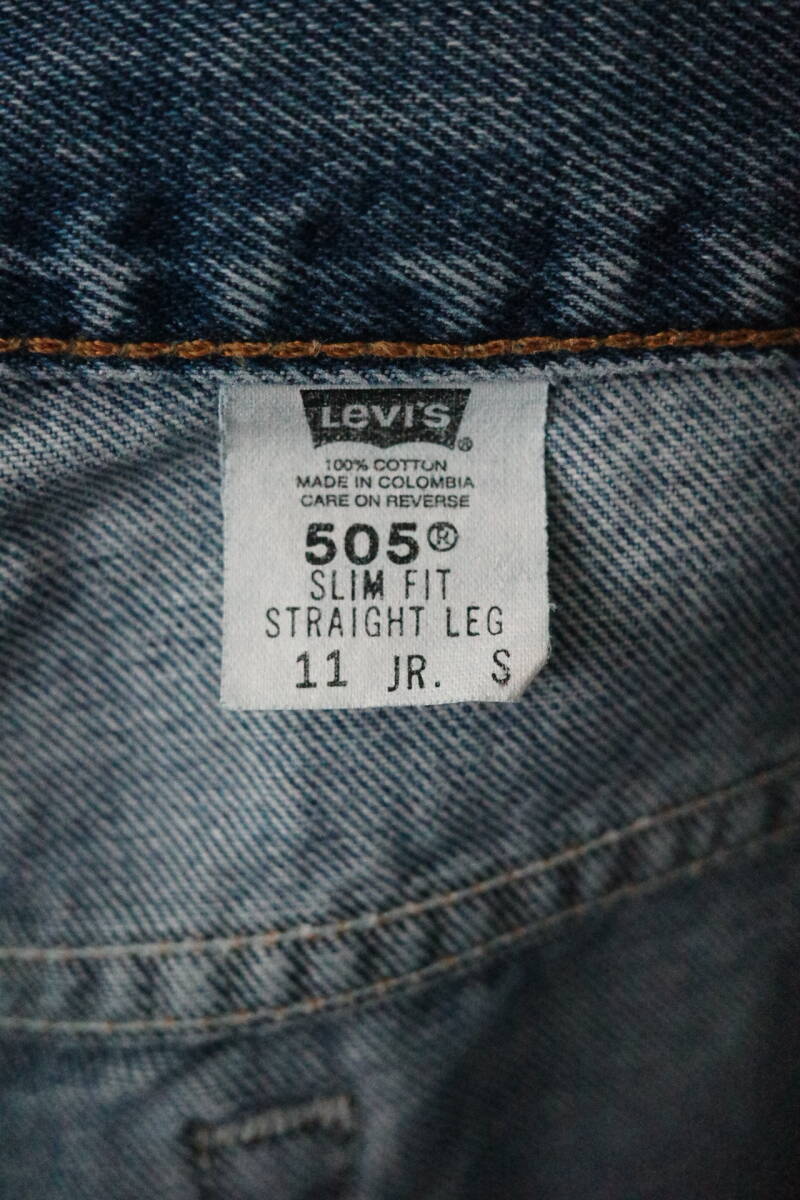 LEVI'S ®
100% COTTON
MADE IN COLOMBIA
CARE ON REVERSE
505®
SLIM FIT
STRAIGHT LEG
11 JR. S